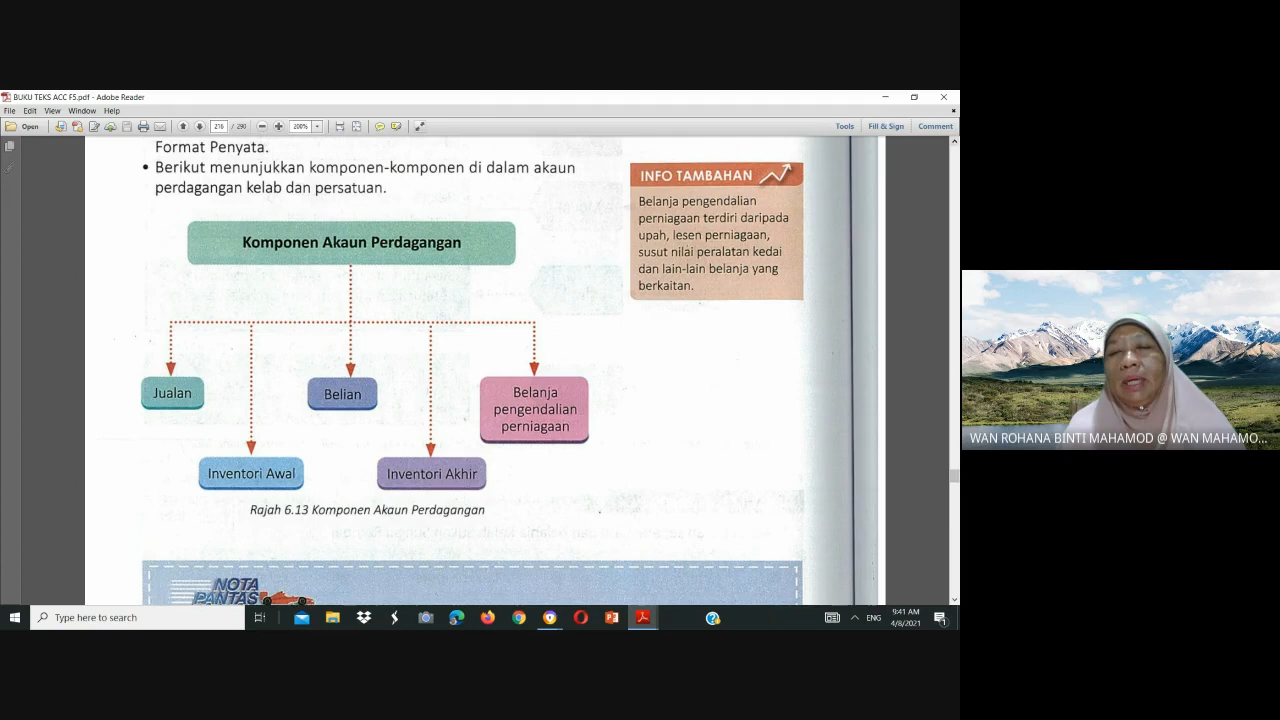 BUKU TEKS ACC F5.pdf - Adobe Reader
File Edit View Window Help
Open 216 / 290 200% Tools Fill & Sign Comment
Format Penyata.
• Berikut menunjukkan komponen-komponen di dalam akaun
perdagangan kelab dan persatuan.
INFO TAMBAHAN
Belanja pengendalian
perniagaan terdiri daripada
upah, lesen perniagaan,
susut nilai peralatan kedai
dan lain-lain belanja yang
berkaitan.
Komponen Akaun Perdagangan
Jualan
Belian
Belanja
pengendalian
perniagaan
Inventori Awal
Inventori Akhir
Rajah 6.13 Komponen Akaun Perdagangan
NOTA
PANTAS
WAN ROHANA BINTI MAHAMOD @ WAN MAHAMO...
Type here to search
ENG
9:41 AM
4/8/2021
1